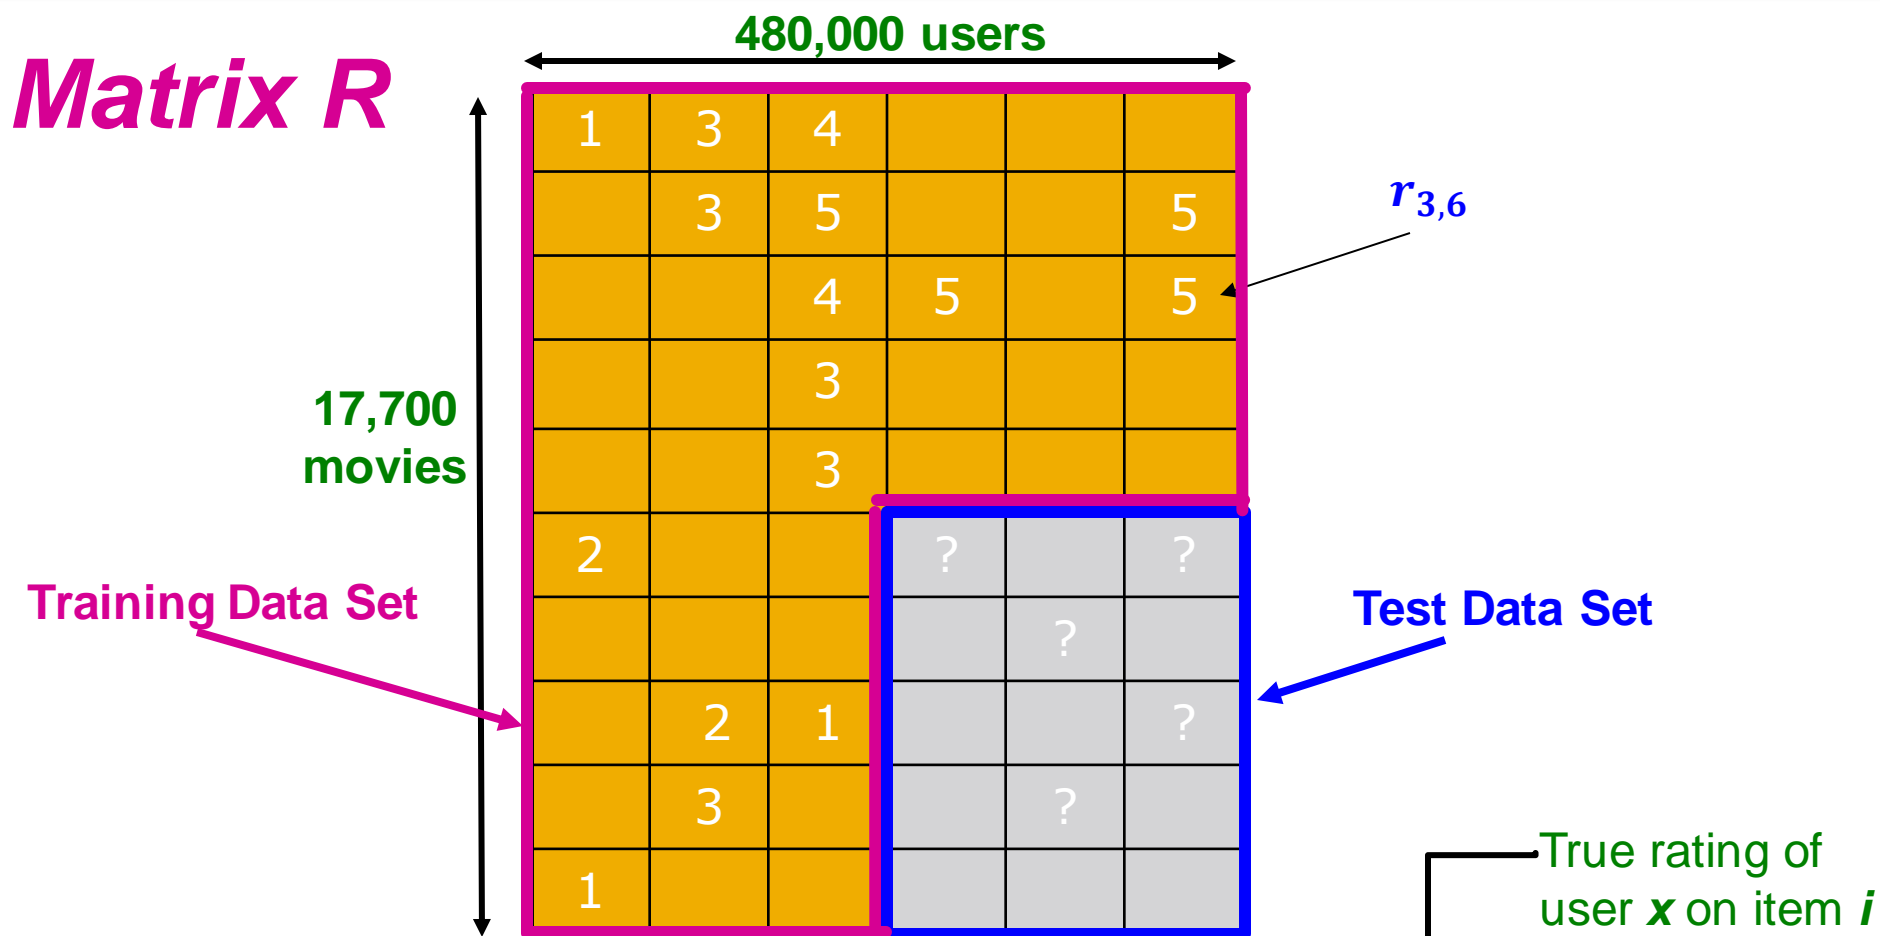 480,000 users
Matrix R
1 3 4
3 5 5
r3,6
4 5 5
3
17,700
movies
3
2 ? ?
Training Data Set
Test Data Set
?
2 1 ?
3 ?
True rating of
user x on item i
1